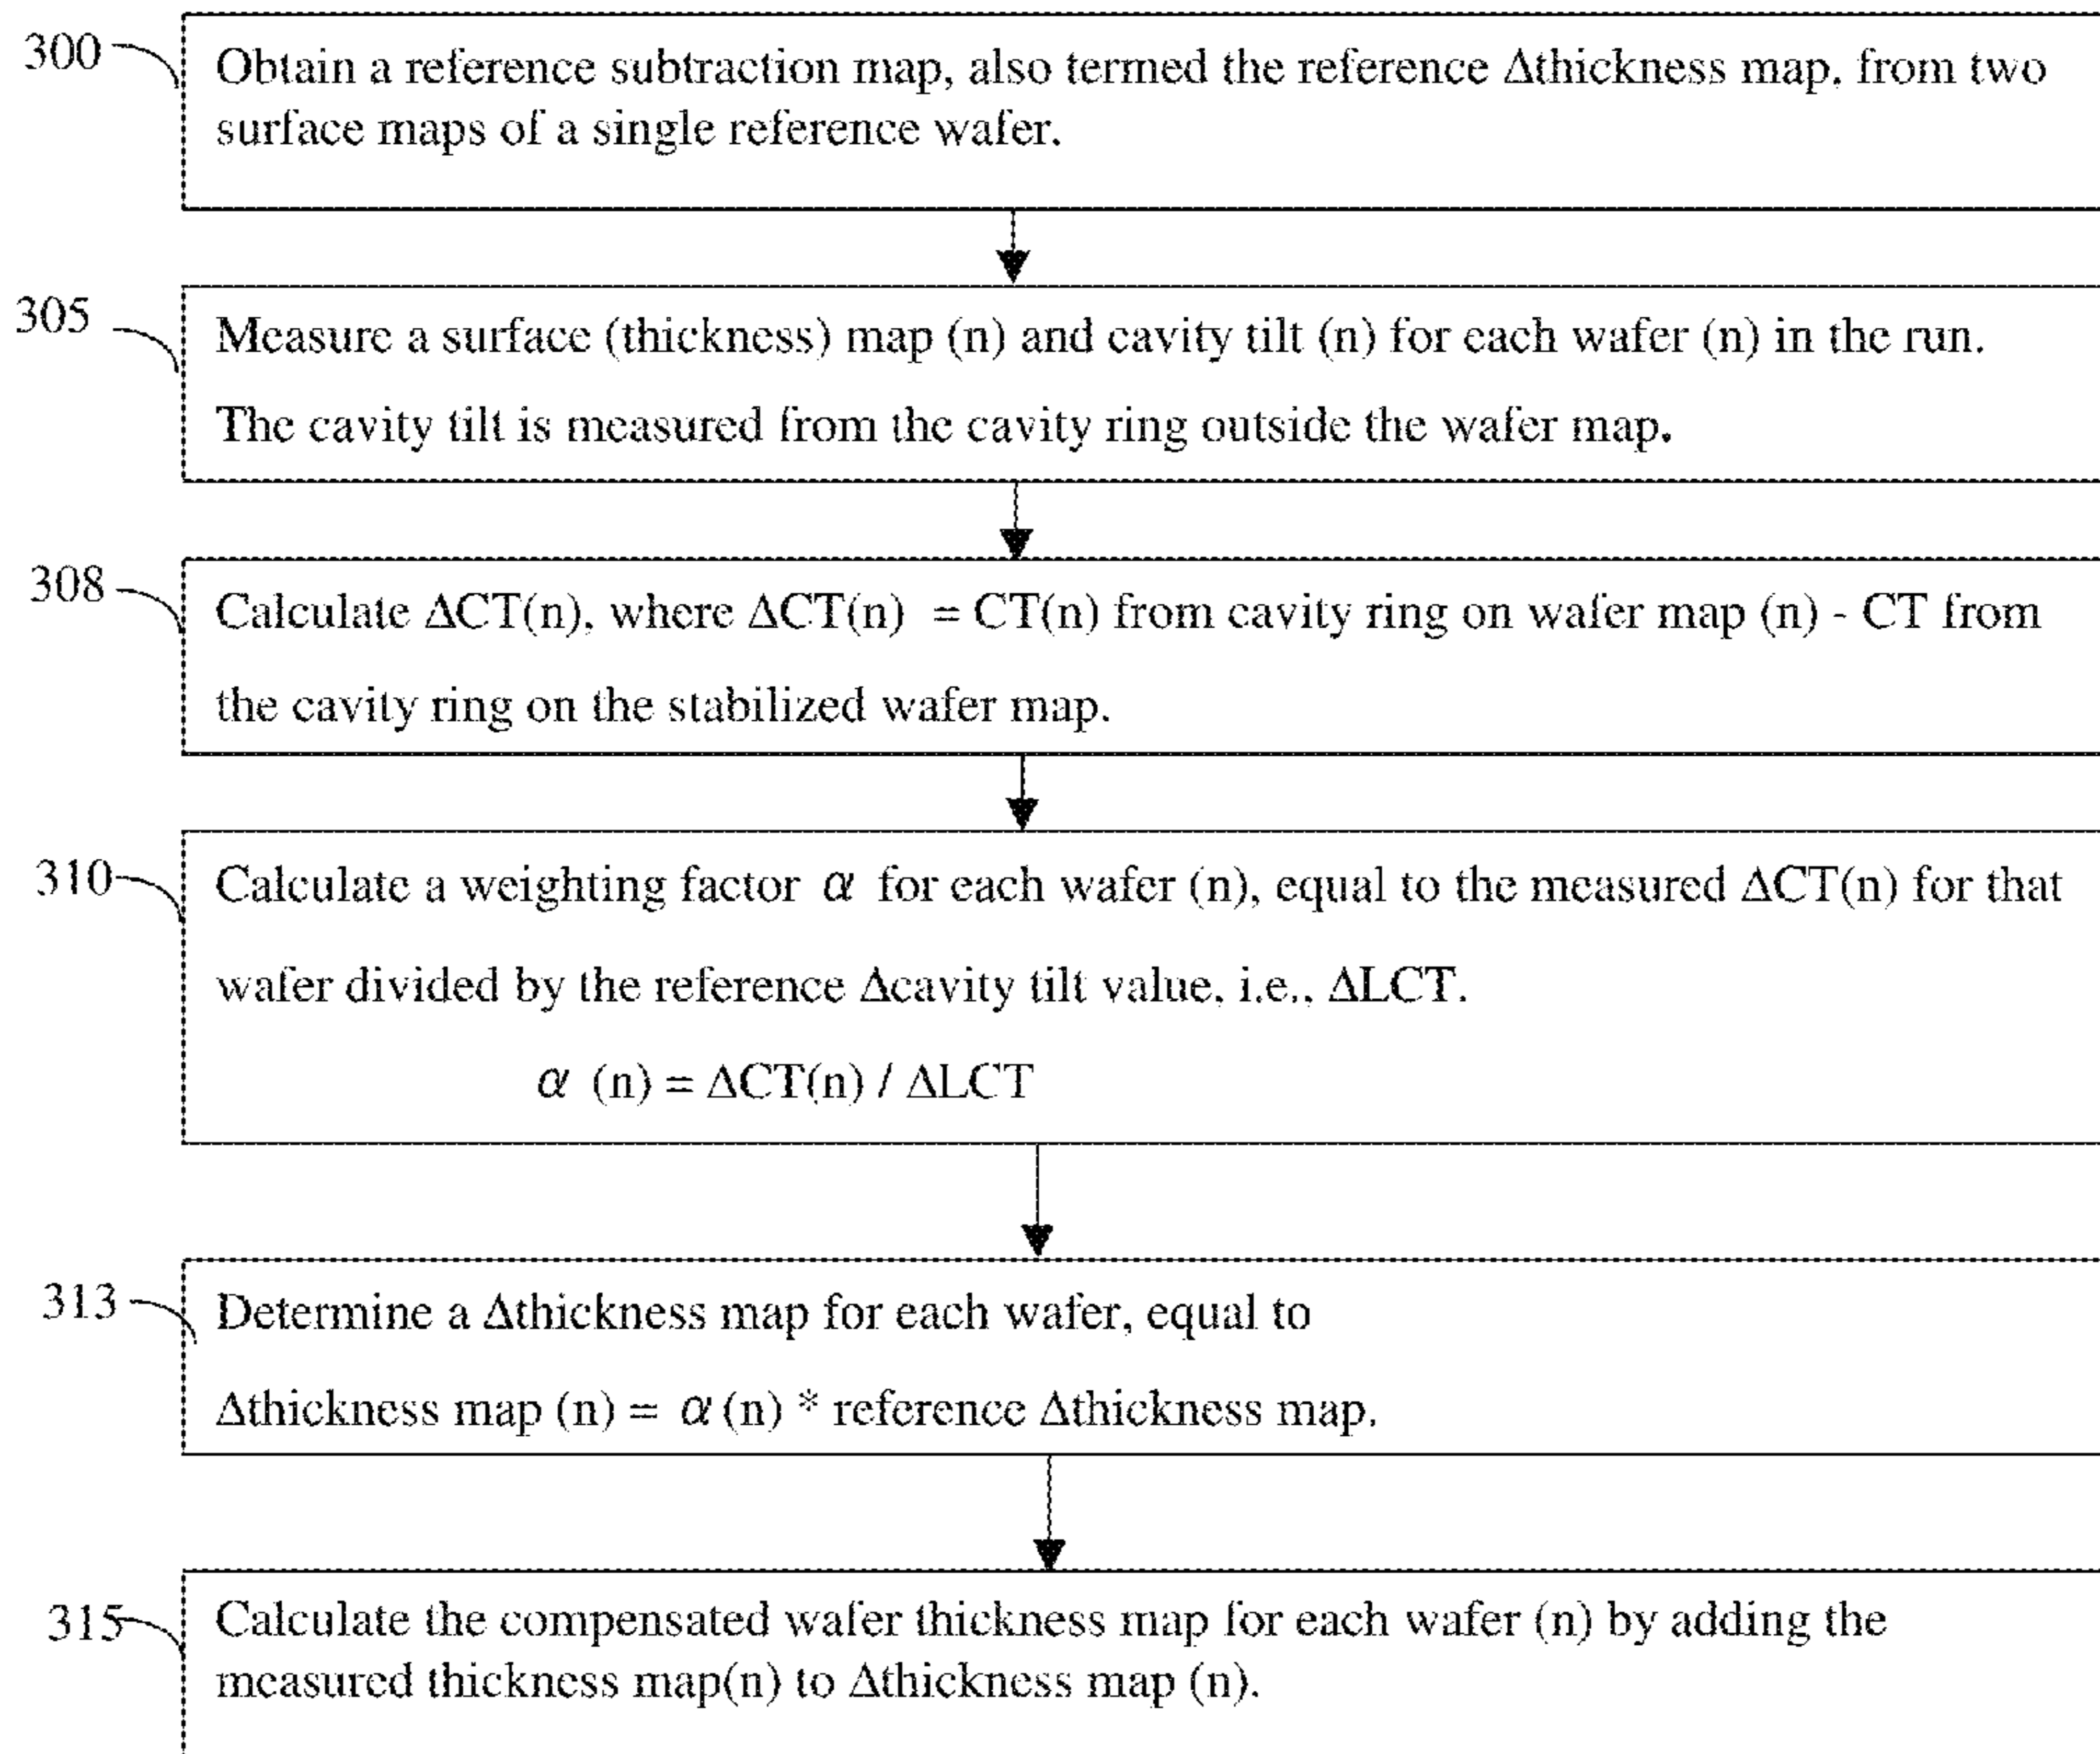 300
Obtain a reference subtraction map, also termed the reference Δthickness map, from two
surface maps of a single reference wafer.
305
Measure a surface (thickness) map (n) and cavity tilt (n) for each wafer (n) in the run.
The cavity tilt is measured from the cavity ring outside the wafer map.
308
Calculate ΔCT(n), where ΔCT(n) = CT(n) from cavity ring on wafer map (n) - CT from
the cavity ring on the stabilized wafer map.
310
Calculate a weighting factor α for each wafer (n), equal to the measured ΔCT(n) for that
wafer divided by the reference Δcavity tilt value, i.e., ΔLCT.
α (n) = ΔCT(n) / ΔLCT
313
Determine a Δthickness map for each wafer, equal to
Δthickness map (n) = α (n) * reference Δthickness map.
315
Calculate the compensated wafer thickness map for each wafer (n) by adding the
measured thickness map(n) to Δthickness map (n).